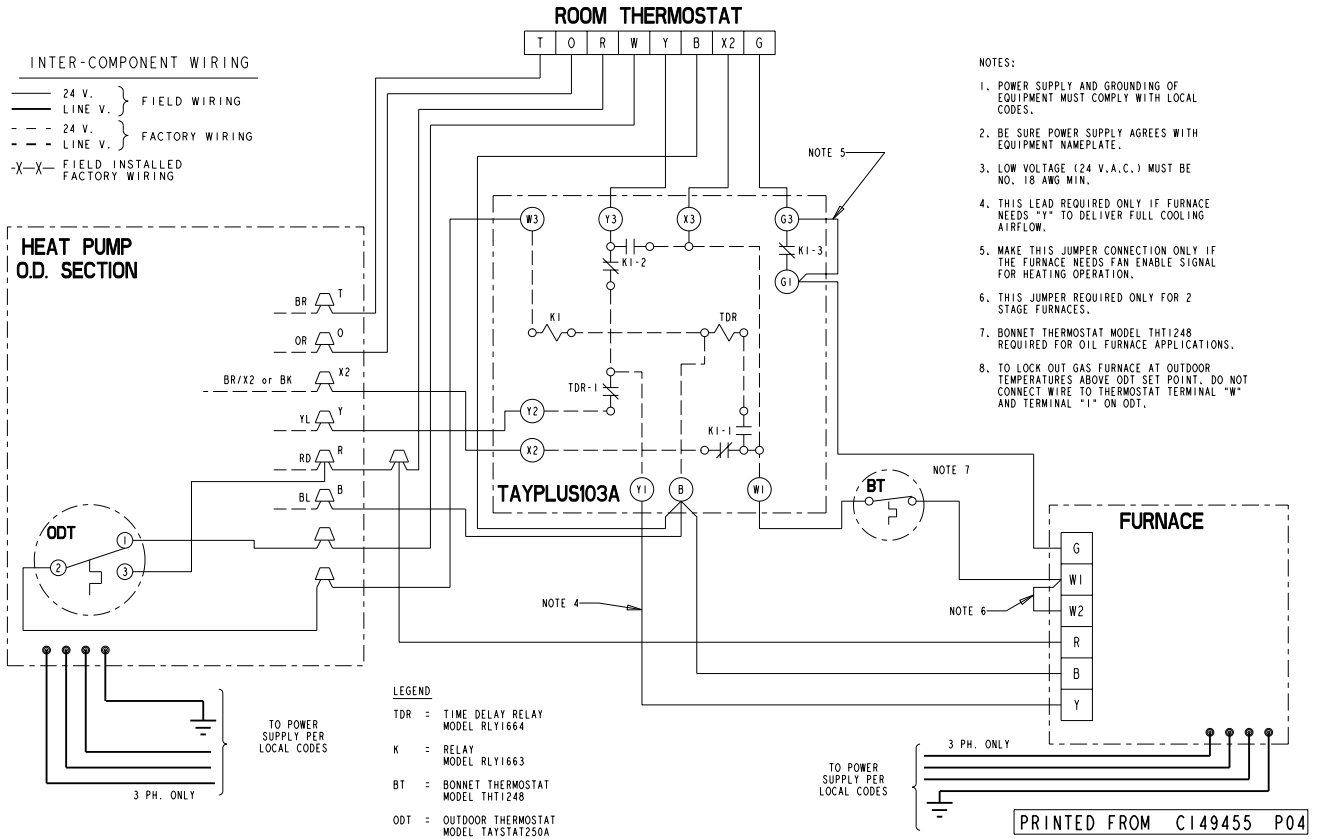 ROOM THERMOSTAT
T O R W Y B X2 G
INTER-COMPONENT WIRING
24 V.
LINE V.
FIELD WIRING
24 V.
LINE V.
FACTORY WIRING
-X—X— FIELD INSTALLED
FACTORY WIRING
NOTES:
1. POWER SUPPLY AND GROUNDING OF
EQUIPMENT MUST COMPLY WITH LOCAL
CODES.
2. BE SURE POWER SUPPLY AGREES WITH
EQUIPMENT NAMEPLATE.
3. LOW VOLTAGE (24 V.A.C.) MUST BE
NO. 18 AWG MIN.
4. THIS LEAD REQUIRED ONLY IF FURNACE
NEEDS "Y" TO DELIVER FULL COOLING
AIRFLOW.
5. MAKE THIS JUMPER CONNECTION ONLY IF
THE FURNACE NEEDS FAN ENABLE SIGNAL
FOR HEATING OPERATION.
6. THIS JUMPER REQUIRED ONLY FOR 2
STAGE FURNACES.
7. BONNET THERMOSTAT MODEL THT1248
REQUIRED FOR OIL FURNACE APPLICATIONS.
8. TO LOCK OUT GAS FURNACE AT OUTDOOR
TEMPERATURES ABOVE ODT SET POINT, DO NOT
CONNECT WIRE TO THERMOSTAT TERMINAL "W"
AND TERMINAL "1" ON ODT.
NOTE 5
HEAT PUMP
O.D. SECTION
BR T
OR O
BR/X2 or BK X2
YL Y
RD R
BL B
ODT
1
2
3
W3 Y3 X3 G3
K1-2
K1-3
G1
K1
TDR
TDR-1
Y2
K1-1
X2
TAYPLUS103A
Y1 B W1
BT
NOTE 7
NOTE 4
NOTE 6
FURNACE
G
W1
W2
R
B
Y
TO POWER
SUPPLY PER
LOCAL CODES
3 PH. ONLY
LEGEND
TDR = TIME DELAY RELAY
MODEL RLY1664
K = RELAY
MODEL RLY1663
BT = BONNET THERMOSTAT
MODEL THT1248
ODT = OUTDOOR THERMOSTAT
MODEL TAYSTAT250A
3 PH. ONLY
TO POWER
SUPPLY PER
LOCAL CODES
PRINTED FROM C149455 P04